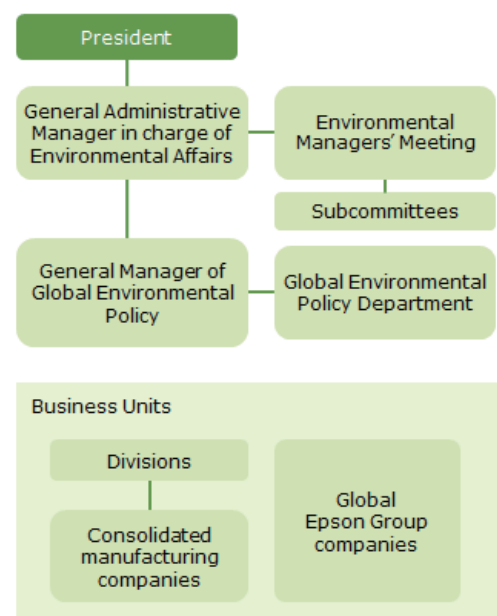 President
General Administrative
Manager in charge of
Environmental Affairs
Environmental
Managers' Meeting
Subcommittees
General Manager of
Global Environmental
Policy
Global Environmental
Policy Department
Business Units
Divisions
Consolidated
manufacturing
companies
Global
Epson Group
companies